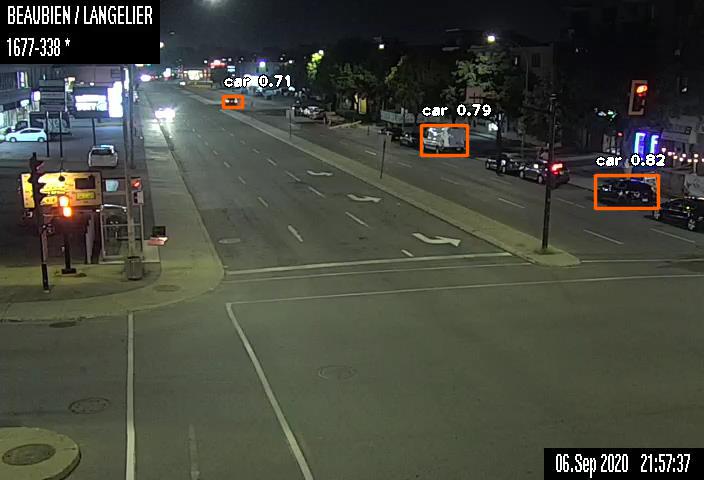 BEAUBIEN / LANGELIER
1677-338 *
car 0.71
car 0.79
car 0.82
06.Sep 2020 21:57:37